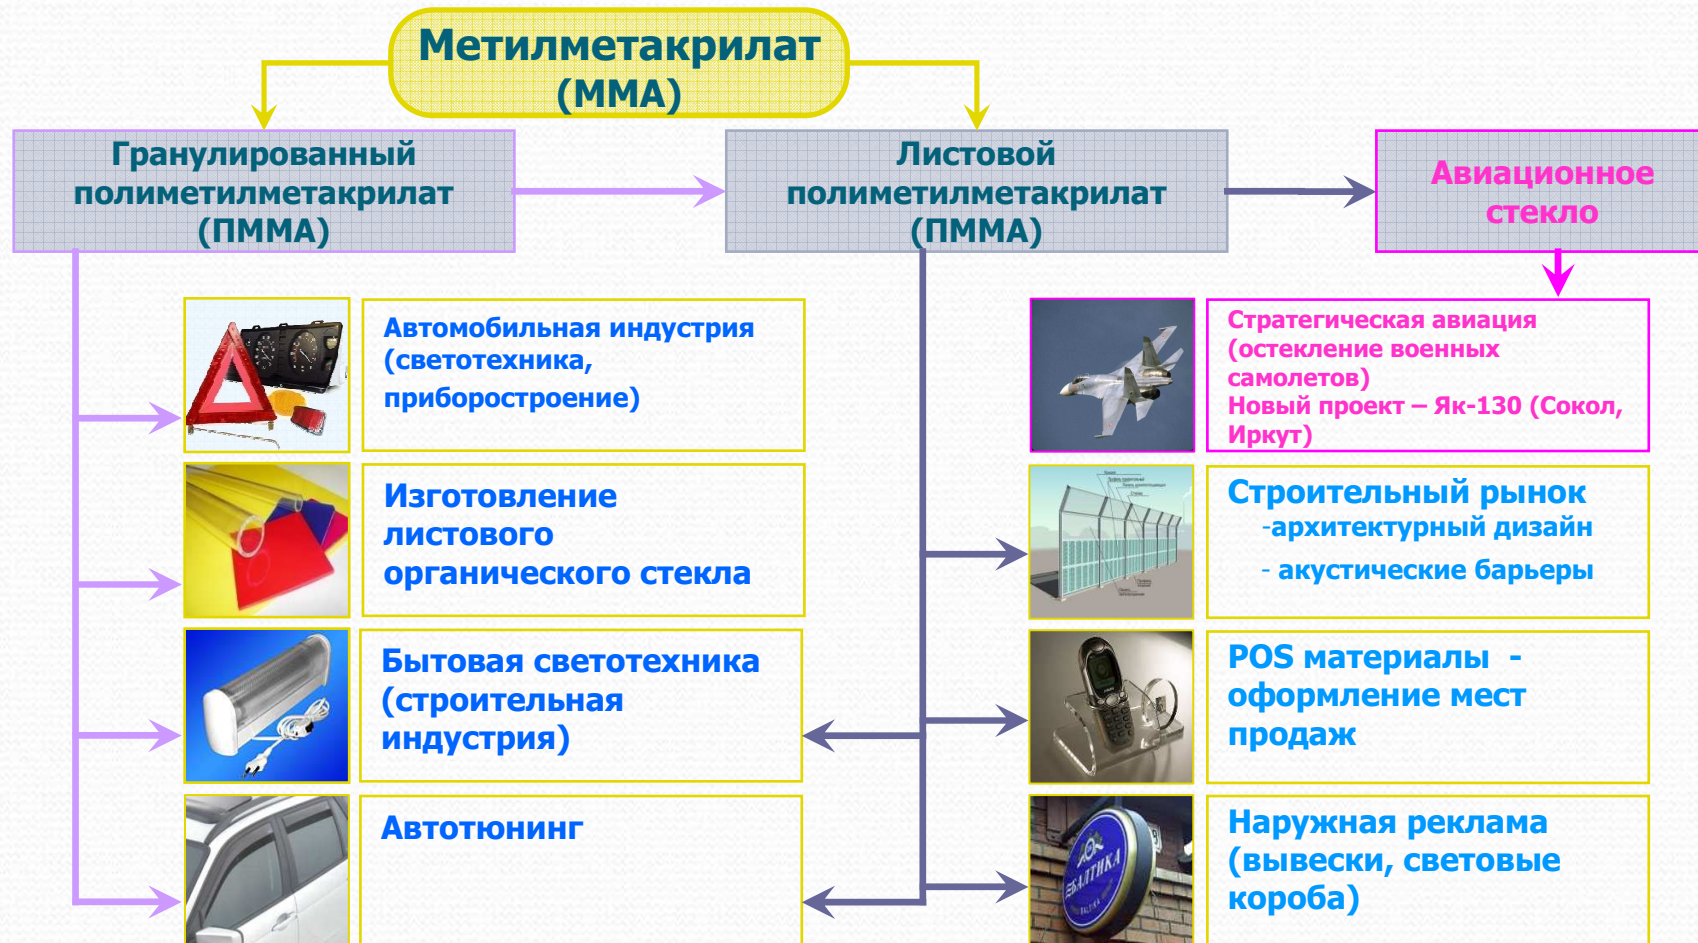 Метилметакрилат
(ММА)
Гранулированный
полиметилметакрилат
(ПММА)
Листовой
полиметилметакрилат
(ПММА)
Авиационное
стекло
Автомобильная индустрия
(светотехника,
приборостроение)
Стратегическая авиация
(остекление военных
самолетов)
Новый проект – Як-130 (Сокол,
Иркут)
Изготовление
листового
органического стекла
Строительный рынок
-архитектурный дизайн
- акустические барьеры
Бытовая светотехника
(строительная
индустрия)
POS материалы -
оформление мест
продаж
Автотюнинг
Наружная реклама
(вывески, световые
короба)
БАЛТИКА
BALTIKA